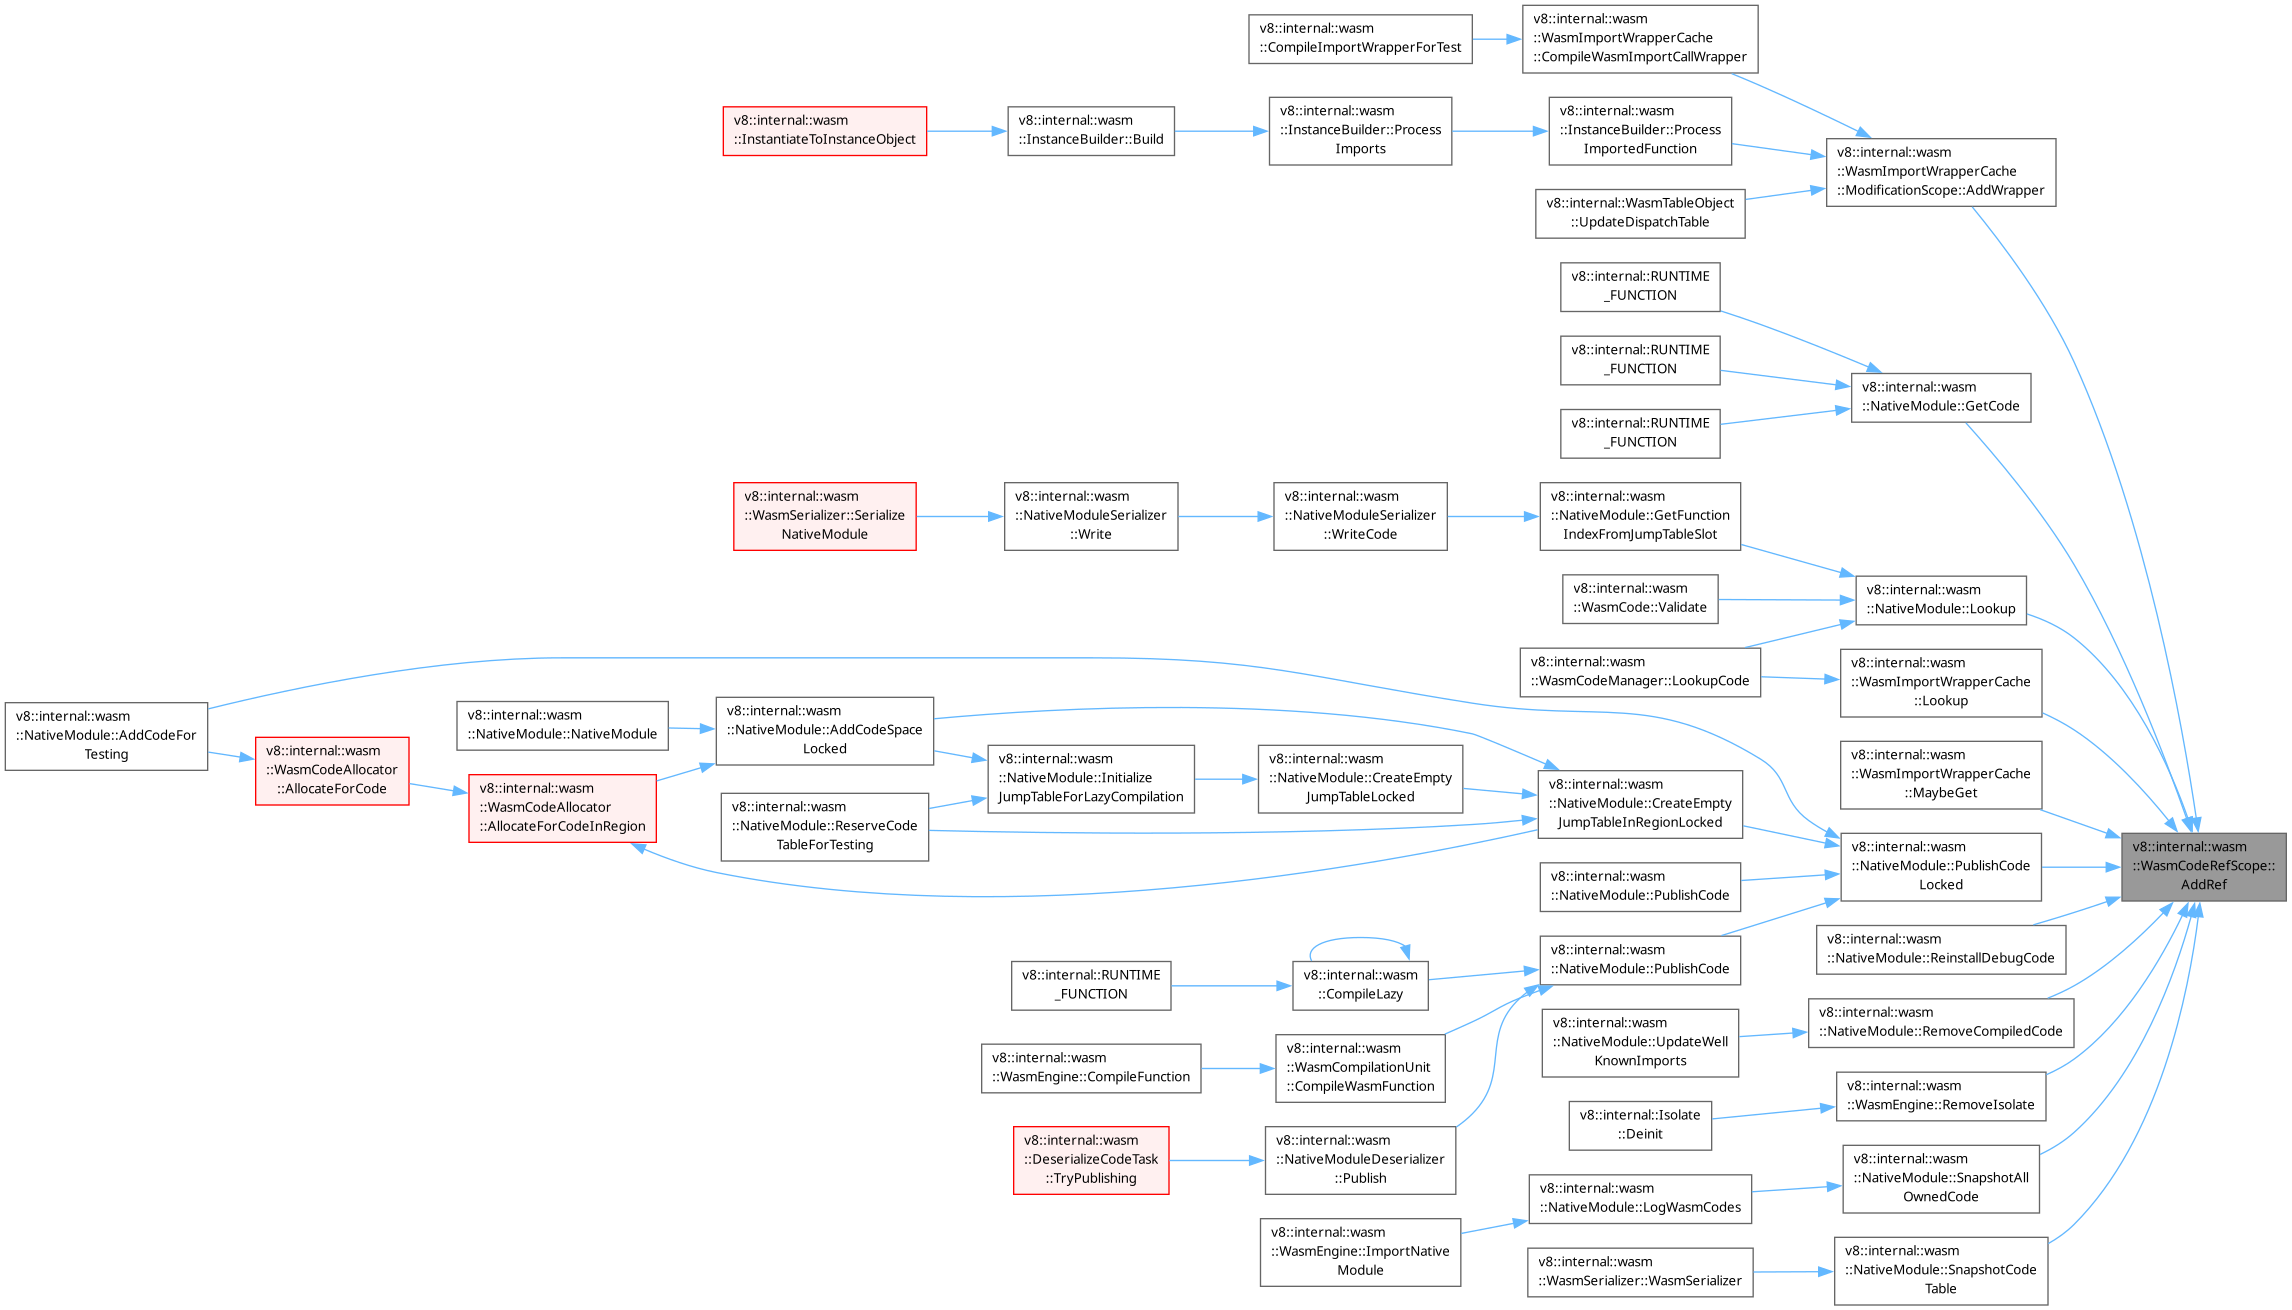 v8::internal::wasm
::CompileImportWrapperForTest
v8::internal::wasm
::WasmImportWrapperCache
::CompileWasmImportCallWrapper
v8::internal::wasm
::InstantiateToInstanceObject
v8::internal::wasm
::InstanceBuilder::Build
v8::internal::wasm
::InstanceBuilder::Process
Imports
v8::internal::wasm
::InstanceBuilder::Process
ImportedFunction
v8::internal::wasm
::WasmImportWrapperCache
::ModificationScope::AddWrapper
v8::internal::WasmTableObject
::UpdateDispatchTable
v8::internal::RUNTIME
_FUNCTION
v8::internal::RUNTIME
_FUNCTION
v8::internal::wasm
::NativeModule::GetCode
v8::internal::RUNTIME
_FUNCTION
v8::internal::wasm
::WasmSerializer::Serialize
NativeModule
v8::internal::wasm
::NativeModuleSerializer
::Write
v8::internal::wasm
::NativeModuleSerializer
::WriteCode
v8::internal::wasm
::NativeModule::GetFunction
IndexFromJumpTableSlot
v8::internal::wasm
::WasmCode::Validate
v8::internal::wasm
::NativeModule::Lookup
v8::internal::wasm
::WasmCodeManager::LookupCode
v8::internal::wasm
::WasmImportWrapperCache
::Lookup
v8::internal::wasm
::NativeModule::AddCodeFor
Testing
v8::internal::wasm
::WasmCodeAllocator
::AllocateForCode
v8::internal::wasm
::NativeModule::NativeModule
v8::internal::wasm
::WasmCodeAllocator
::AllocateForCodeInRegion
v8::internal::wasm
::NativeModule::AddCodeSpace
Locked
v8::internal::wasm
::NativeModule::ReserveCode
TableForTesting
v8::internal::wasm
::NativeModule::Initialize
JumpTableForLazyCompilation
v8::internal::wasm
::NativeModule::CreateEmpty
JumpTableLocked
v8::internal::wasm
::NativeModule::CreateEmpty
JumpTableInRegionLocked
v8::internal::wasm
::WasmImportWrapperCache
::MaybeGet
v8::internal::wasm
::NativeModule::PublishCode
Locked
v8::internal::wasm
::WasmCodeRefScope::
AddRef
v8::internal::wasm
::NativeModule::PublishCode
v8::internal::wasm
::NativeModule::PublishCode
v8::internal::wasm
::NativeModule::ReinstallDebugCode
v8::internal::RUNTIME
_FUNCTION
v8::internal::wasm
::CompileLazy
v8::internal::wasm
::NativeModule::UpdateWell
KnownImports
v8::internal::wasm
::NativeModule::RemoveCompiledCode
v8::internal::wasm
::WasmEngine::CompileFunction
v8::internal::wasm
::WasmCompilationUnit
::CompileWasmFunction
v8::internal::Isolate
::Deinit
v8::internal::wasm
::WasmEngine::RemoveIsolate
v8::internal::wasm
::DeserializeCodeTask
::TryPublishing
v8::internal::wasm
::NativeModuleDeserializer
::Publish
v8::internal::wasm
::NativeModule::LogWasmCodes
v8::internal::wasm
::NativeModule::SnapshotAll
OwnedCode
v8::internal::wasm
::WasmEngine::ImportNative
Module
v8::internal::wasm
::WasmSerializer::WasmSerializer
v8::internal::wasm
::NativeModule::SnapshotCode
Table